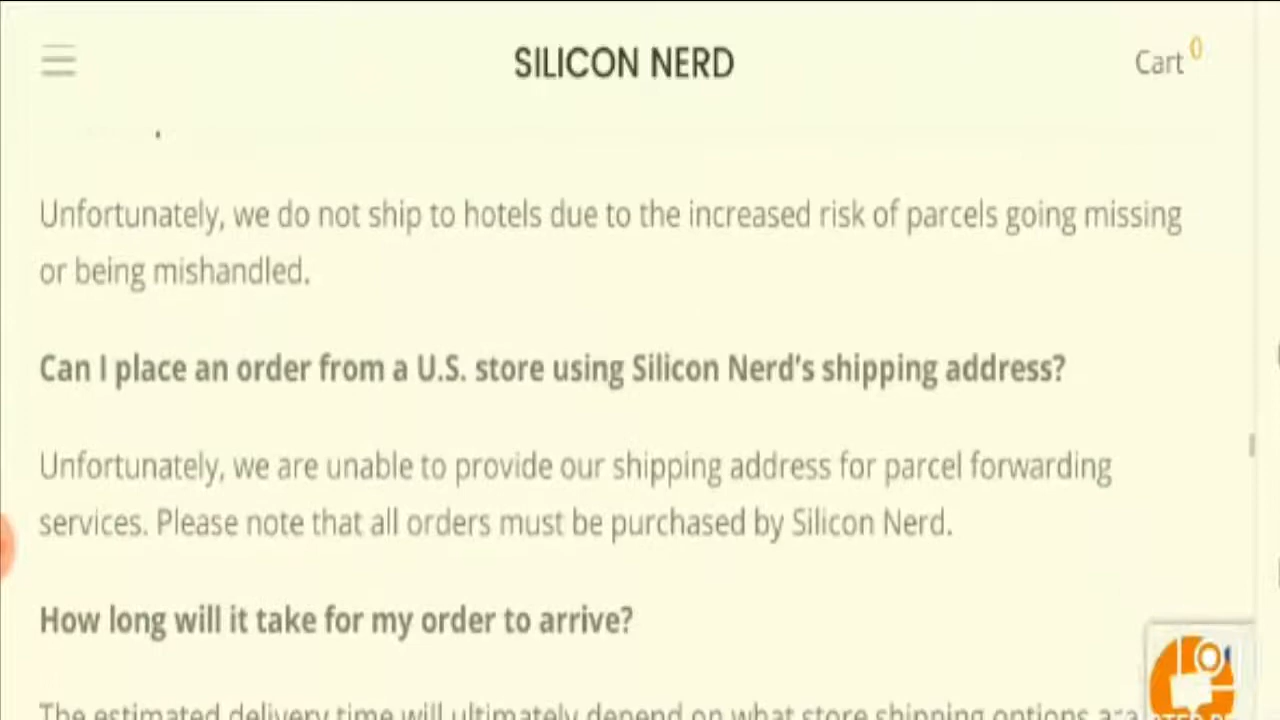 SILICON NERD
Cart 0
Unfortunately, we do not ship to hotels due to the increased risk of parcels going missing
or being mishandled.
Can I place an order from a U.S. store using Silicon Nerd’s shipping address?
Unfortunately, we are unable to provide our shipping address for parcel forwarding
services. Please note that all orders must be purchased by Silicon Nerd.
How long will it take for my order to arrive?
The estimated delivery time will ultimately depend on what store shipping options are